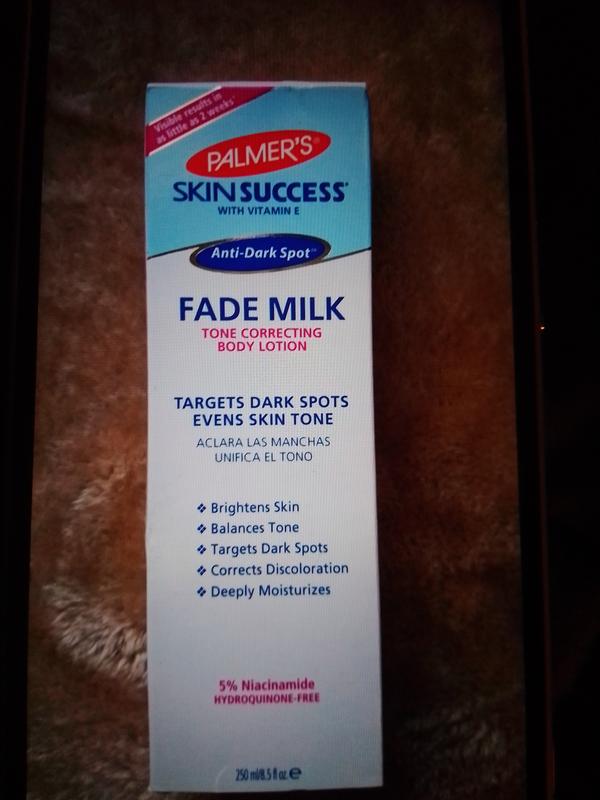 Visible results in
as little as 2 weeks*
PALMER'S®
SKIN SUCCESS®
WITH VITAMIN E
Anti-Dark Spot™
FADE MILK
TONE CORRECTING
BODY LOTION
TARGETS DARK SPOTS
EVENS SKIN TONE
ACLARA LAS MANCHAS
UNIFICA EL TONO
❖ Brightens Skin
❖ Balances Tone
❖ Targets Dark Spots
❖ Corrects Discoloration
❖ Deeply Moisturizes
5% Niacinamide
HYDROQUINONE-FREE
250 ml/8.5 fl oz. ℮